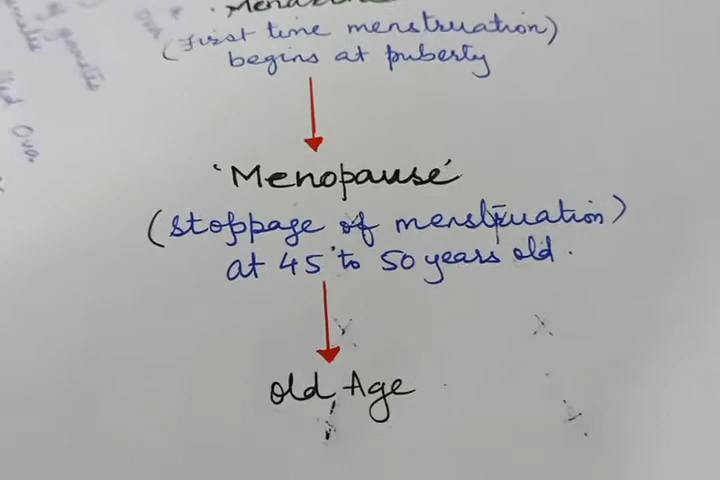 (First time menstruation)
begins at puberty
'Menopause'
(stoppage of menstruation)
at 45 to 50 years old.
old Age